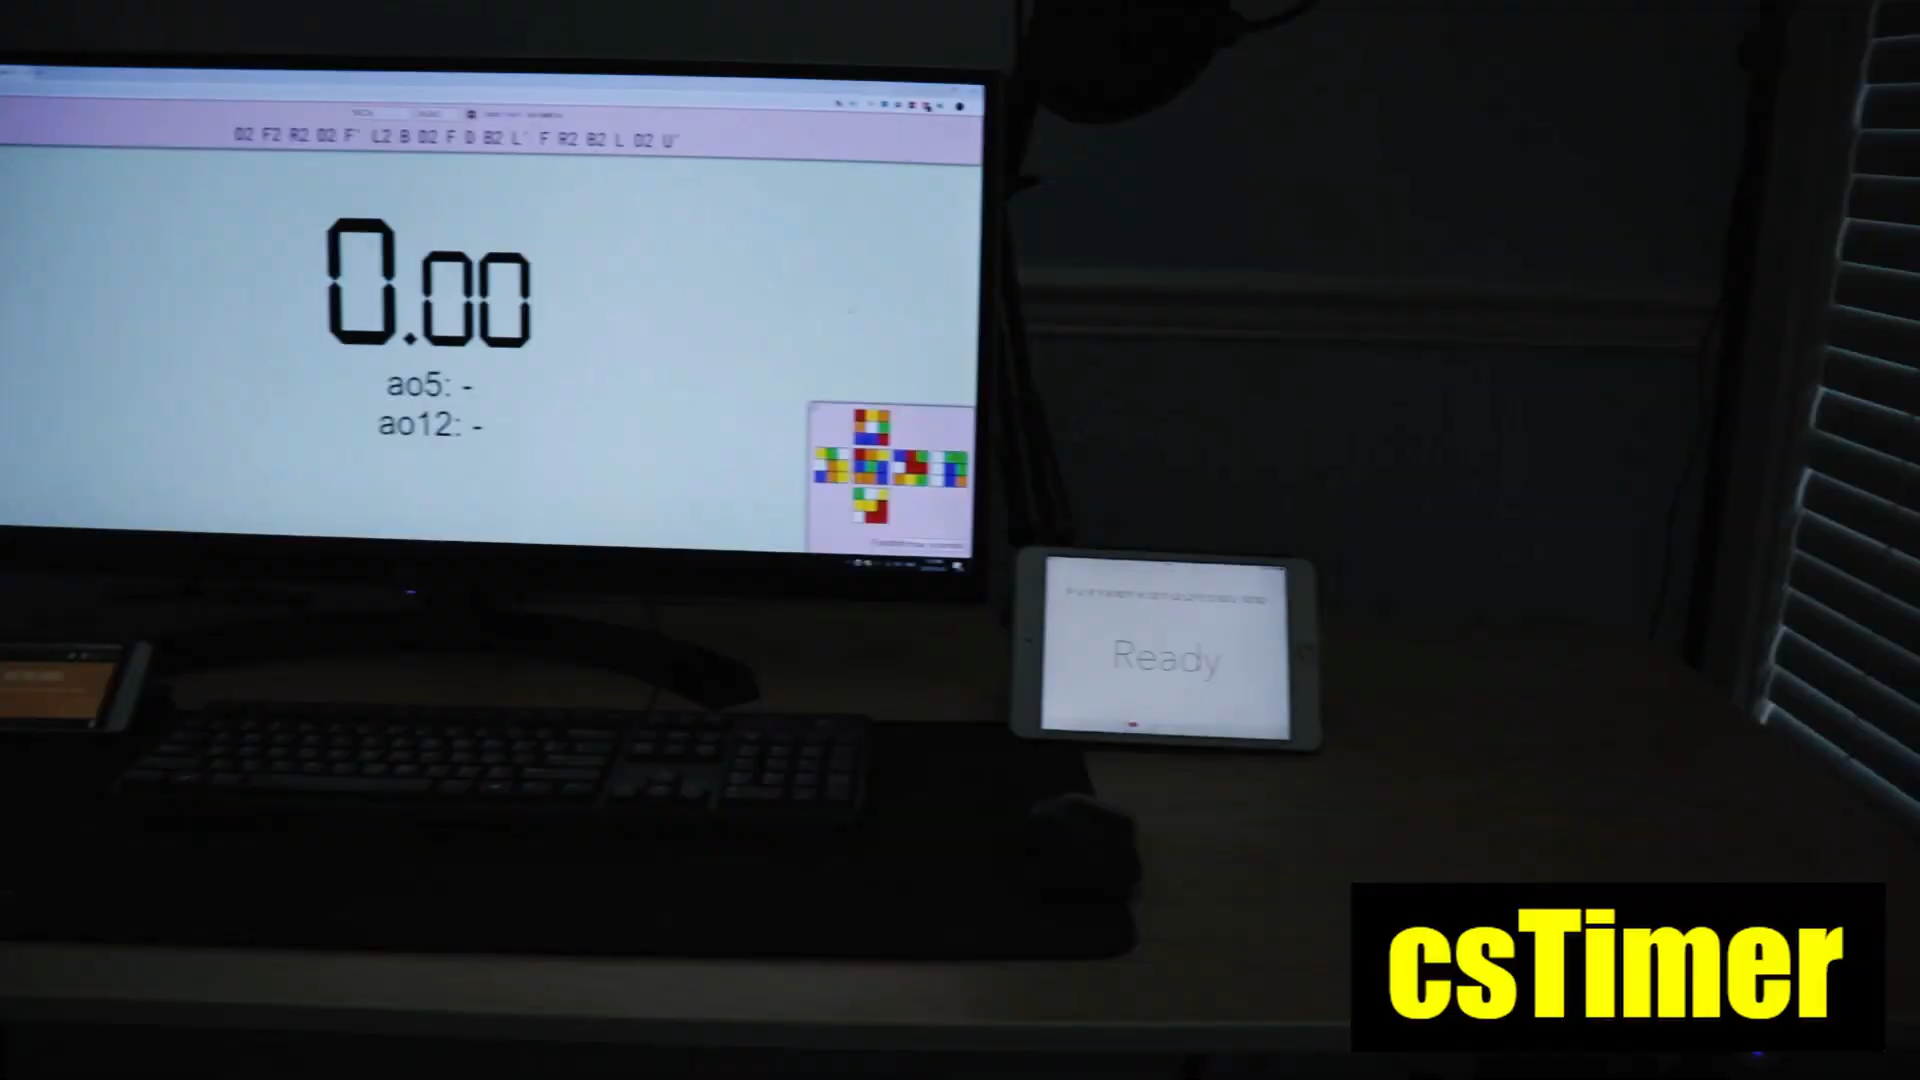 D2 F2 R2 D2 F' L2 B D2 F D B2 L' F R2 B2 L D2 U'
0.00
ao5: -
ao12: -
Ready
csTimer